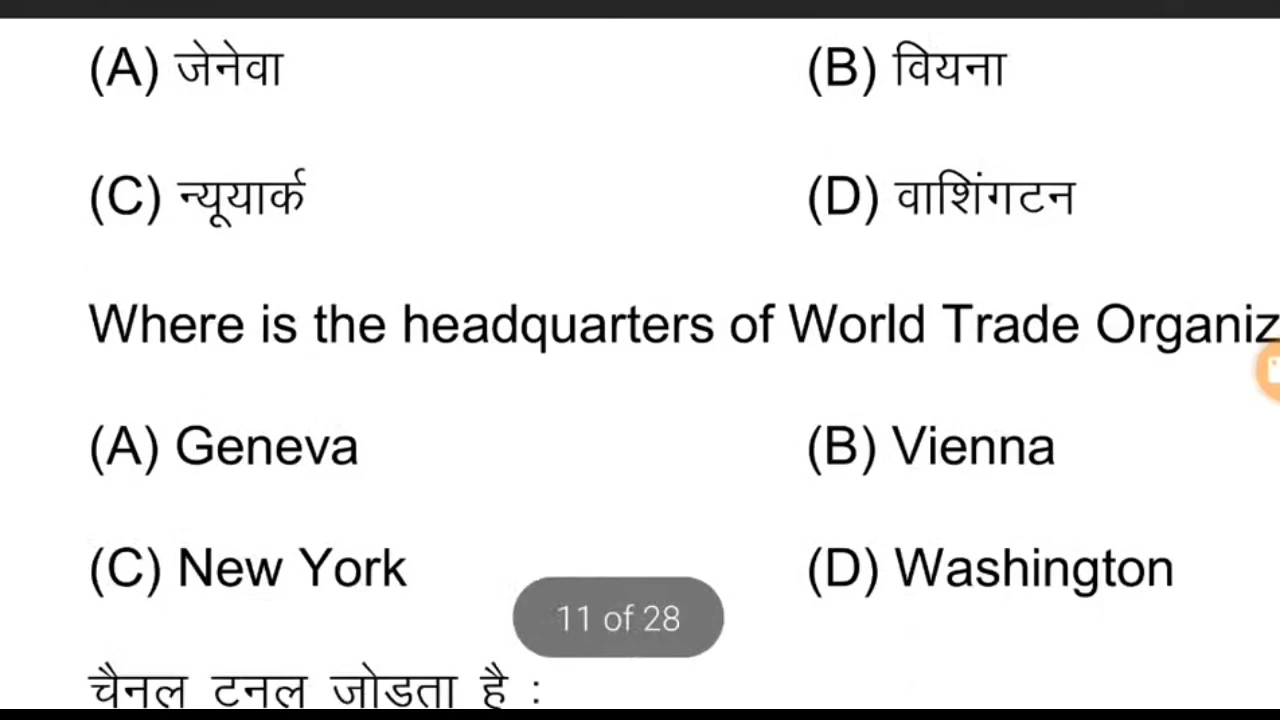 (A) जेनेवा (B) वियना
(C) न्यूयार्क (D) वाशिंगटन
Where is the headquarters of World Trade Organiz
(A) Geneva (B) Vienna
(C) New York (D) Washington
11 of 28
चैनल टनल जोडता है :